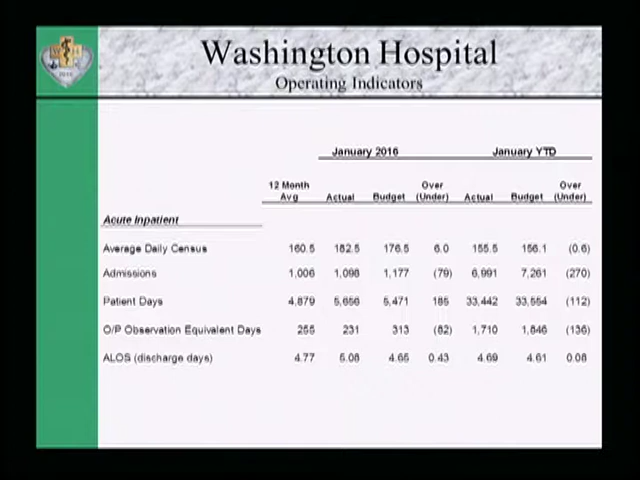 Washington Hospital
Operating Indicators
January 2016 January YTD
12 Month Avg Actual Budget Over (Under) Actual Budget Over (Under)
Acute Inpatient
Average Daily Census 160.5 182.5 176.5 6.0 155.5 156.1 (0.6)
Admissions 1,006 1,098 1,177 (79) 6,991 7,261 (270)
Patient Days 4,879 5,656 5,471 185 33,442 33,554 (112)
O/P Observation Equivalent Days 231 313 (82) 1,710 1,846 (136)
ALOS (discharge days) 4.77 5.08 4.65 0.43 4.69 4.61 0.08